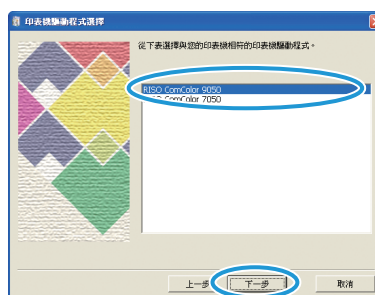 印表機驅動程式選擇
從下表選擇與您的印表機相符的印表機驅動程式。
RISO ComColor 9050
ComColor 7050
上一步
下一步
取消